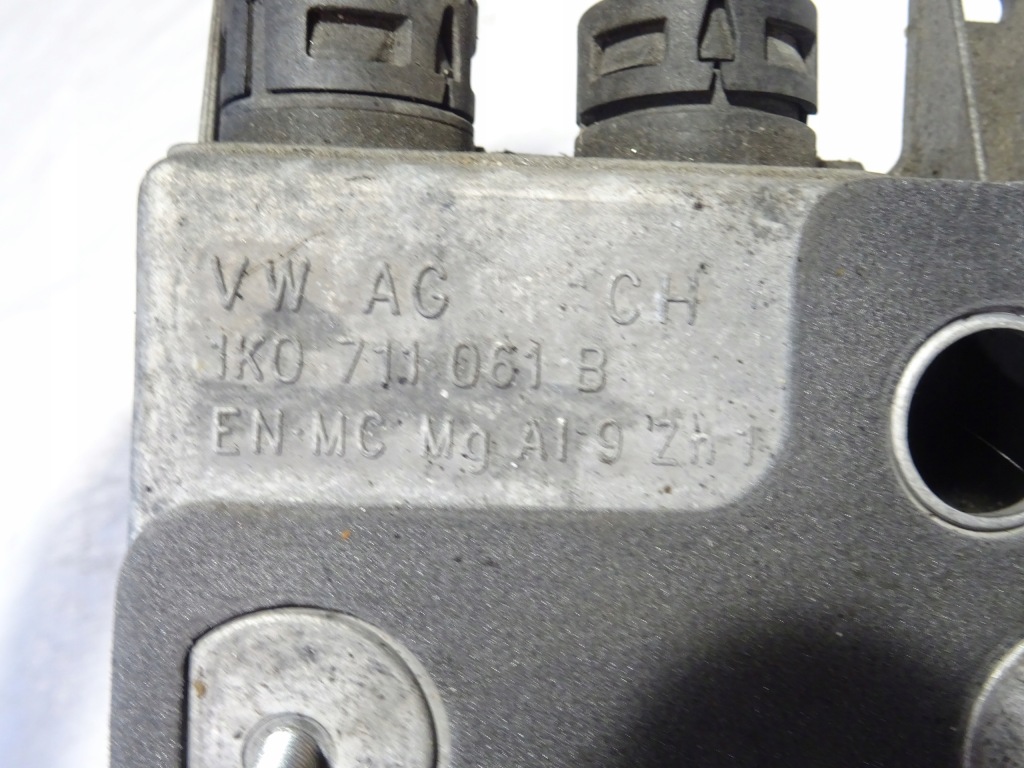 VW AG CH
1K0 711 061 B
EN-MC Mg Al 9 Zn 1